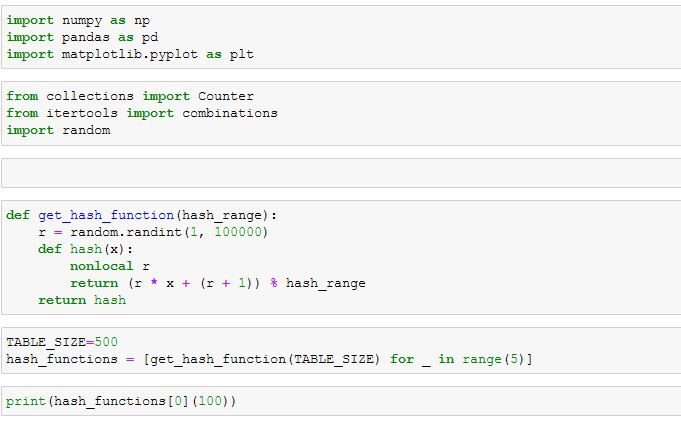 import numpy as np
import pandas as pd
import matplotlib.pyplot as plt
from collections import Counter
from itertools import combinations
import random
def get_hash_function(hash_range):
    r = random.randint(1, 100000)
    def hash(x):
        nonlocal r
        return (r * x + (r + 1)) % hash_range
    return hash
TABLE_SIZE=500
hash_functions = [get_hash_function(TABLE_SIZE) for _ in range(5)]
print(hash_functions[0](100))